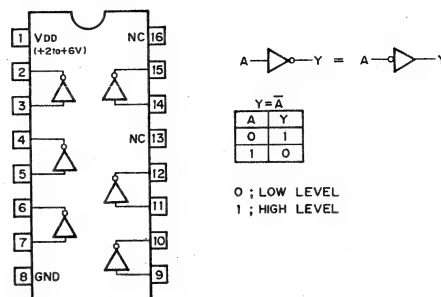 1 VDD NC 16
(+2to+6V)
2 15
3 14
4 NC 13
5 12
6 11
7 10
8 GND 9
A Y = A Y
Y=A̅
A Y
0 1
1 0
0 ; LOW LEVEL
1 ; HIGH LEVEL